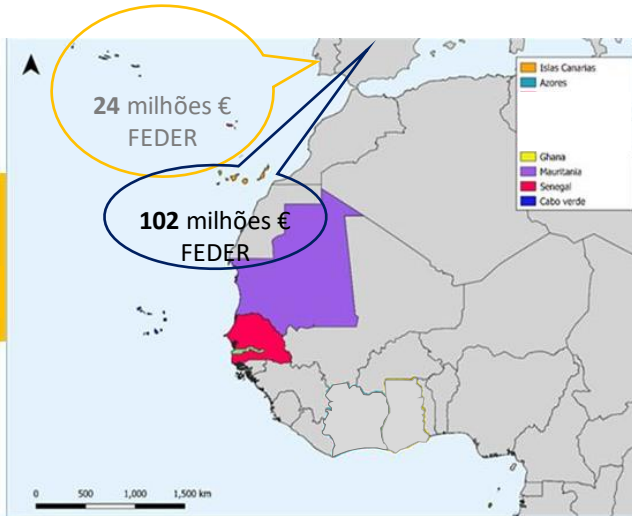 24 milhões €
FEDER
102 milhões €
FEDER
Islas Canarias
Azores
Ghana
Mauritania
Senegal
Cabo verde
0 500 1,000 1,500 km